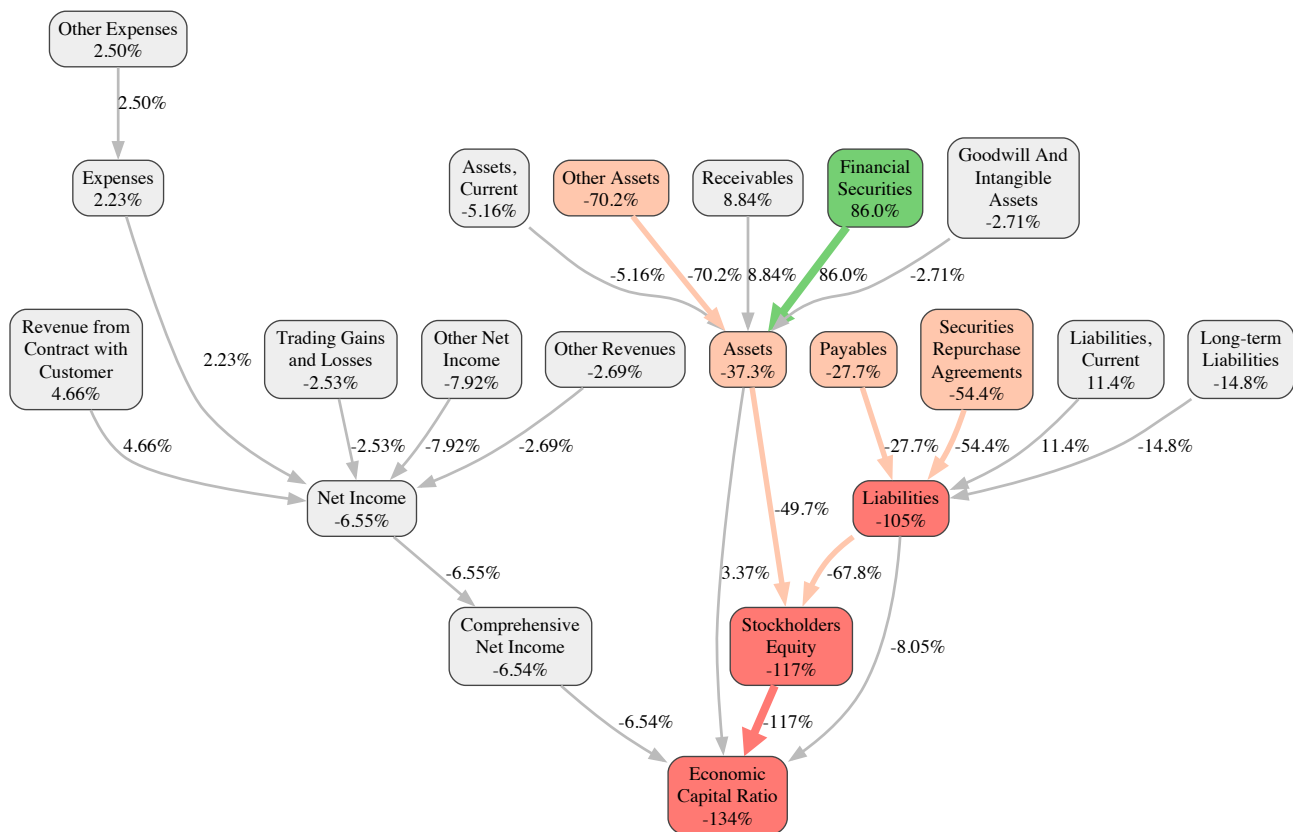 Other Expenses
2.50%
2.50%
Expenses
2.23%
Assets,
Current
-5.16%
Other Assets
-70.2%
Receivables
8.84%
Financial
Securities
86.0%
Goodwill And
Intangible
Assets
-2.71%
-5.16%
-70.2%
8.84%
86.0%
-2.71%
Revenue from
Contract with
Customer
4.66%
2.23%
Trading Gains
and Losses
-2.53%
Other Net
Income
-7.92%
Other Revenues
-2.69%
Assets
-37.3%
Payables
-27.7%
Securities
Repurchase
Agreements
-54.4%
Liabilities,
Current
11.4%
Long-term
Liabilities
-14.8%
4.66%
-2.53%
-7.92%
-2.69%
-27.7%
-54.4%
11.4%
-14.8%
Net Income
-6.55%
-49.7%
Liabilities
-105%
-6.55%
3.37%
-67.8%
Comprehensive
Net Income
-6.54%
Stockholders
Equity
-117%
-8.05%
-6.54%
-117%
Economic
Capital Ratio
-134%